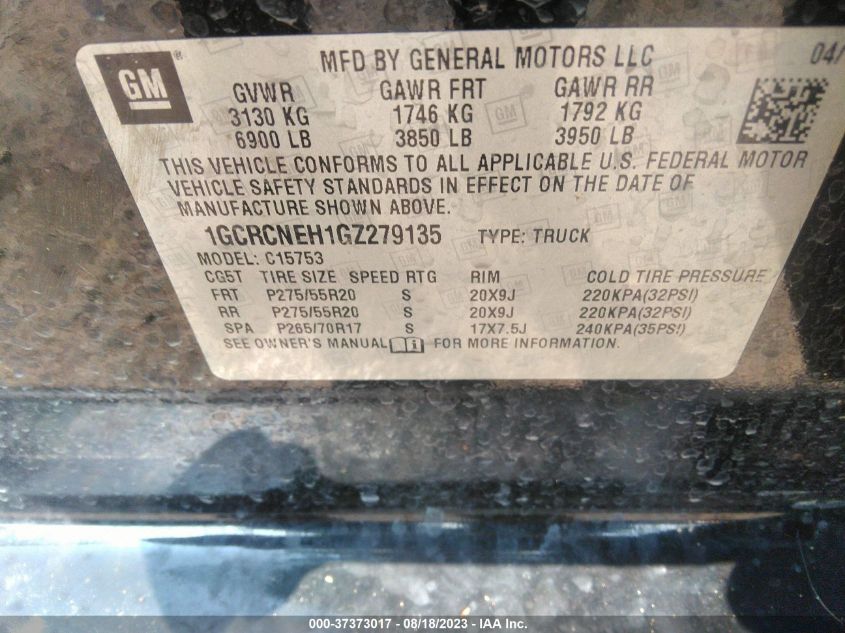 GM
MFD BY GENERAL MOTORS LLC
04/
GVWR GAWR FRT GAWR RR
3130 KG 1746 KG 1792 KG
6900 LB 3850 LB 3950 LB
THIS VEHICLE CONFORMS TO ALL APPLICABLE U.S. FEDERAL MOTOR
VEHICLE SAFETY STANDARDS IN EFFECT ON THE DATE OF
MANUFACTURE SHOWN ABOVE.
1GCRCNEH1GZ279135 TYPE: TRUCK
MODEL: C15753
CG5T TIRE SIZE SPEED RTG RIM COLD TIRE PRESSURE
FRT P275/55R20 S 20X9J 220KPA(32PSI)
RR P275/55R20 S 20X9J 220KPA(32PSI)
SPA P265/70R17 S 17X7.5J 240KPA(35PSI)
SEE OWNER'S MANUAL FOR MORE INFORMATION.
000-37373017 - 08/18/2023 - IAA Inc.